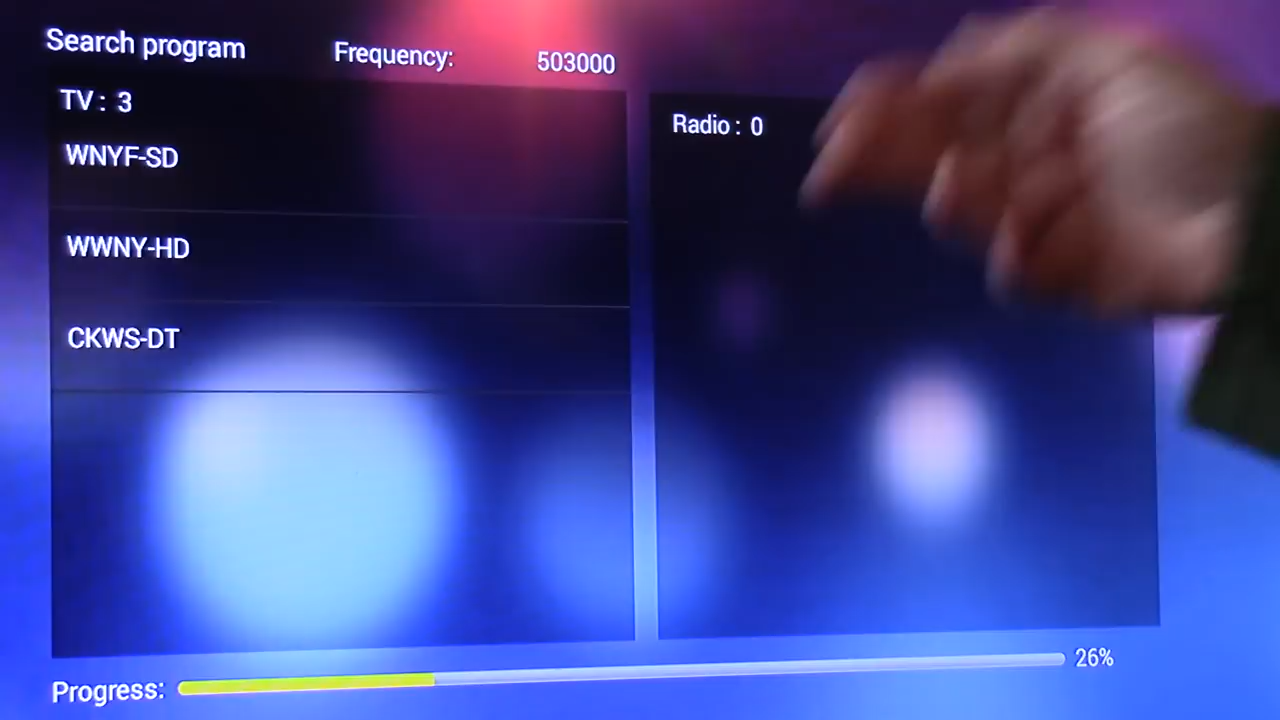 Search program
Frequency: 503000
TV : 3
WNYF-SD
WWNY-HD
CKWS-DT
Radio : 0
Progress: 26%